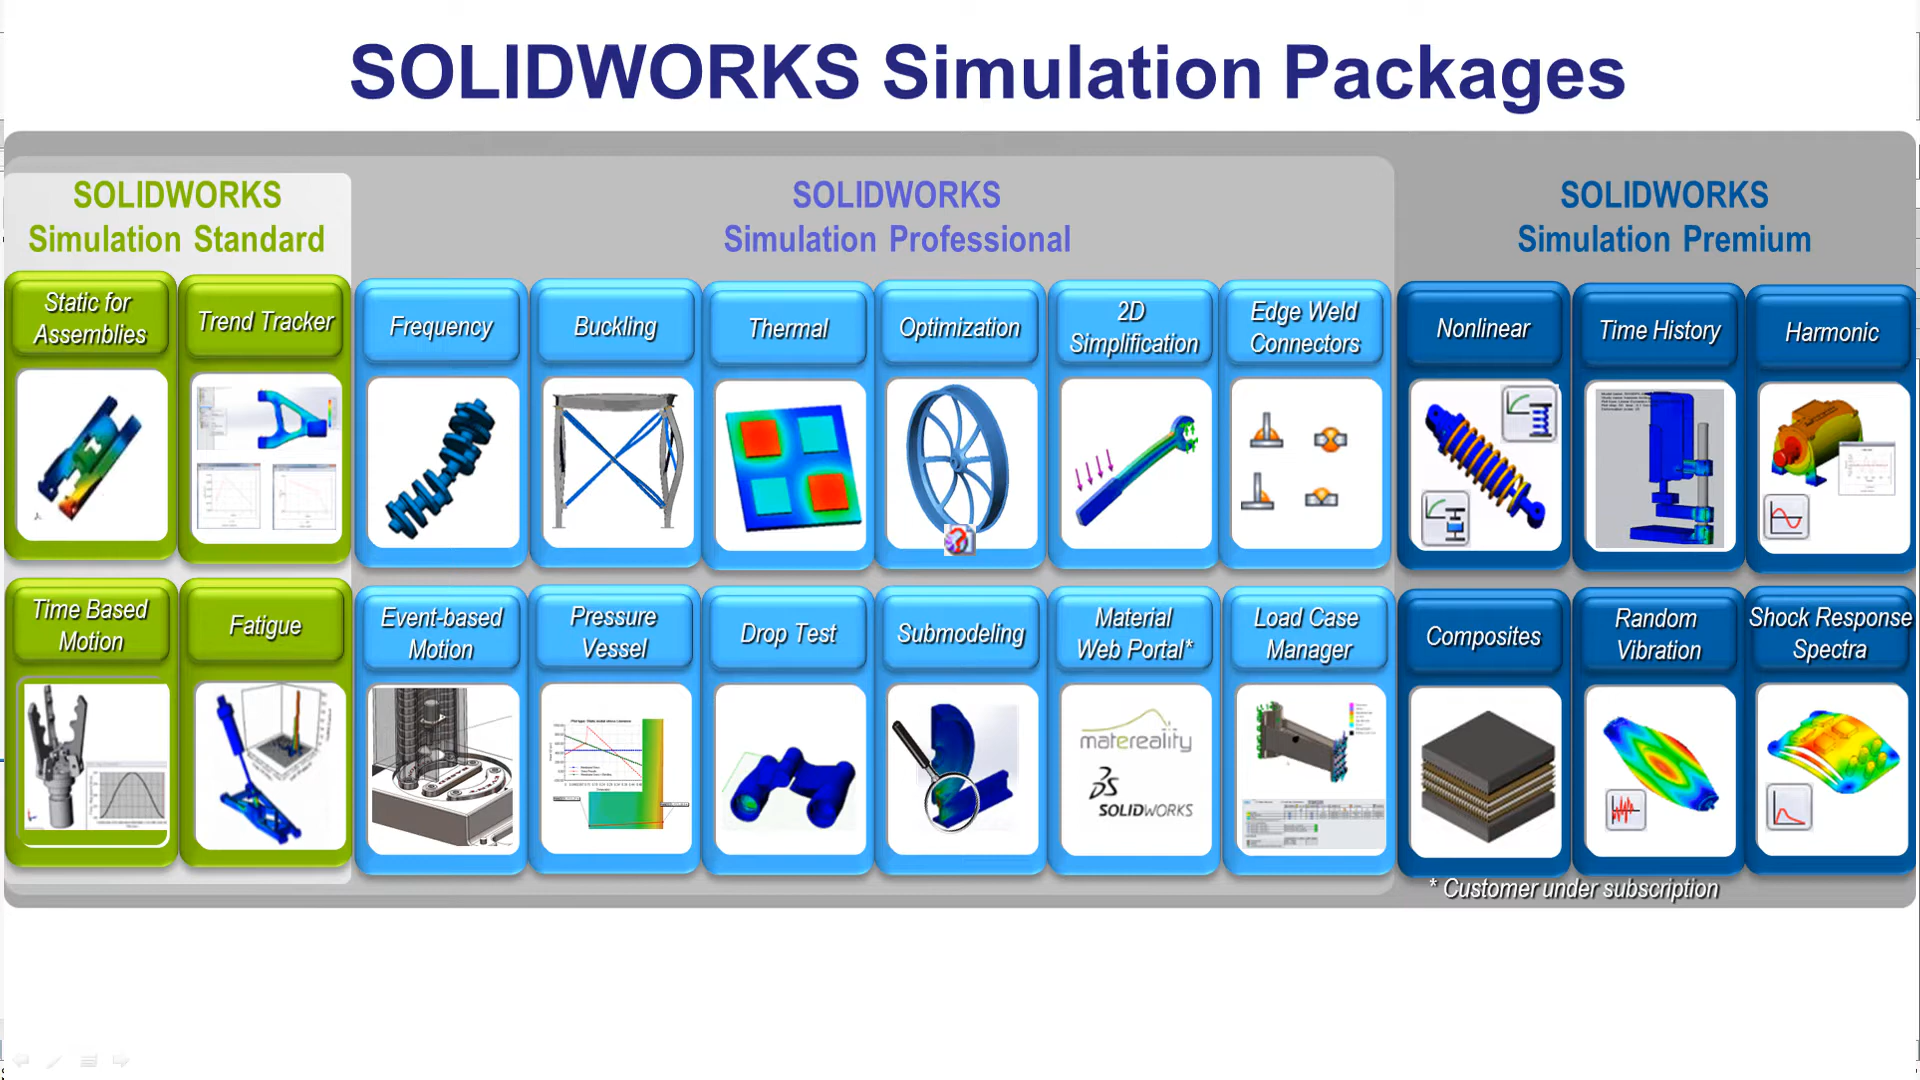 SOLIDWORKS Simulation Packages
SOLIDWORKS
Simulation Standard
SOLIDWORKS
Simulation Professional
SOLIDWORKS
Simulation Premium
Static for
Assemblies
Trend Tracker
Frequency
Buckling
Thermal
Optimization
2D
Simplification
Edge Weld
Connectors
Nonlinear
Time History
Harmonic
Time Based
Motion
Fatigue
Event-based
Motion
Pressure
Vessel
Drop Test
Submodeling
Material
Web Portal*
Load Case
Manager
Composites
Random
Vibration
Shock Response
Spectra
matereality
SOLIDWORKS
* Customer under subscription